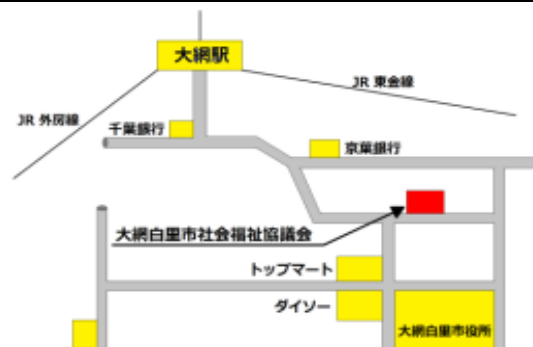 大網駅
JR 東金線
JR 外房線
千葉銀行
京葉銀行
大網白里市社会福祉協議会
トップマート
ダイソー
大網白里市役所